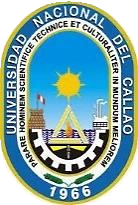 UNIVERSIDAD NACIONAL DEL CALLAO
PARARE HOMINEM SCIENTIFICE TECHNICE ET CULTURALITER IN MUNDUM MELIOREM
1966